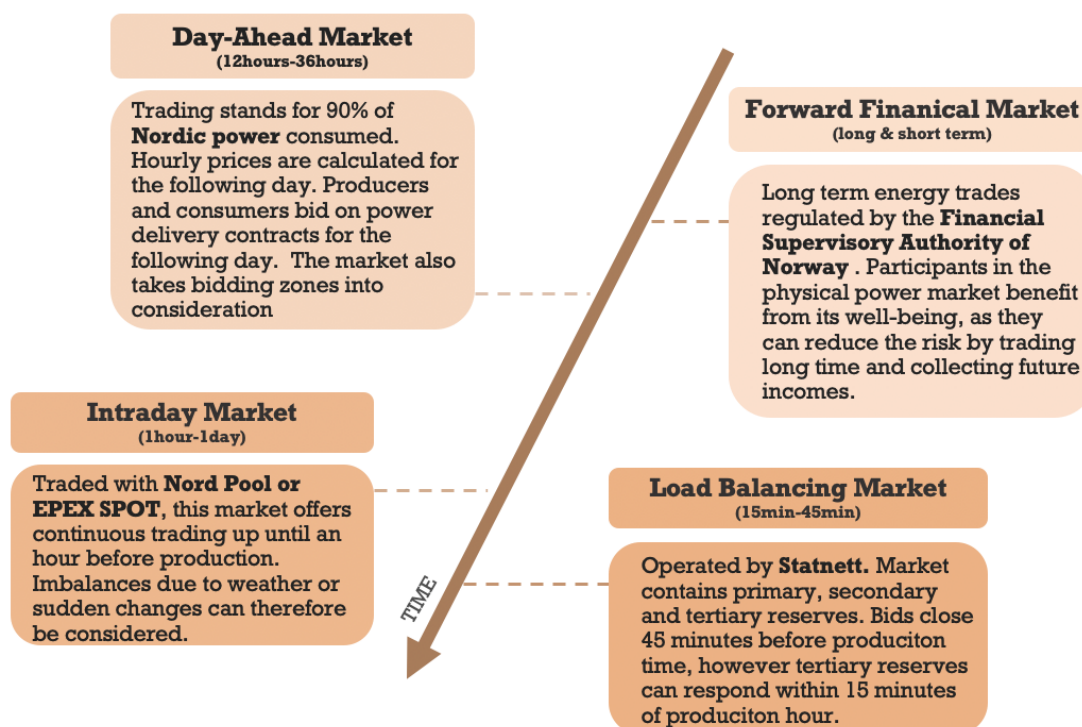 Day-Ahead Market
(12hours-36hours)
Trading stands for 90% of
Nordic power consumed.
Hourly prices are calculated for
the following day. Producers
and consumers bid on power
delivery contracts for the
following day.  The market also
takes bidding zones into
consideration
Forward Finanical Market
(long & short term)
Long term energy trades
regulated by the Financial
Supervisory Authority of
Norway . Participants in the
physical power market benefit
from its well-being, as they
can reduce the risk by trading
long time and collecting future
incomes.
Intraday Market
(1hour-1day)
Traded with Nord Pool or
EPEX SPOT, this market offers
continuous trading up until an
hour before production.
Imbalances due to weather or
sudden changes can therefore
be considered.
Load Balancing Market
(15min-45min)
Operated by Statnett. Market
contains primary, secondary
and tertiary reserves. Bids close
45 minutes before produciton
time, however tertiary reserves
can respond within 15 minutes
of produciton hour.
TIME